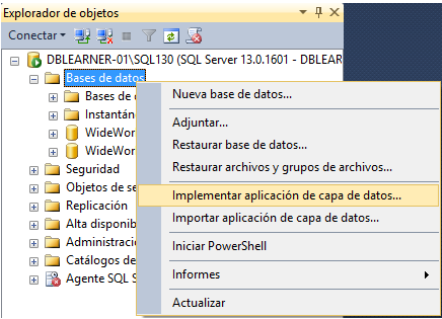 Explorador de objetos
Conectar
DBLEARNER-01\SQL130 (SQL Server 13.0.1601 - DBLEAR
Bases de datos
Bases de
Nueva base de datos...
Instantán
Adjuntar...
WideWor
Restaurar base de datos...
WideWor
Restaurar archivos y grupos de archivos...
Seguridad
Objetos de se
Implementar aplicación de capa de datos...
Replicación
Importar aplicación de capa de datos...
Alta disponib
Administraci
Iniciar PowerShell
Catálogos de
Informes
Agente SQL S
Actualizar